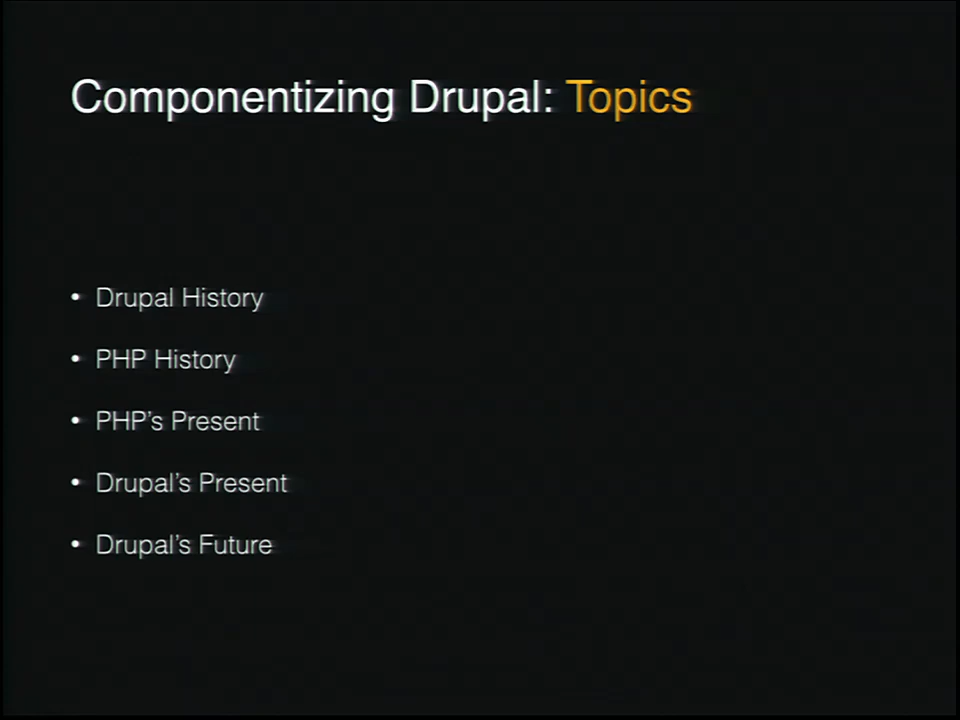 Componentizing Drupal: Topics
• Drupal History
• PHP History
• PHP’s Present
• Drupal’s Present
• Drupal’s Future